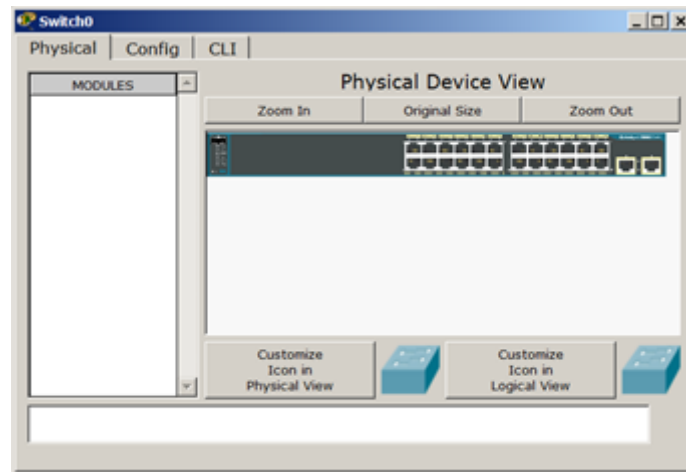 Switch0
Physical Config CLI
MODULES
Physical Device View
Zoom In Original Size Zoom Out
Customize
Icon in
Physical View
Customize
Icon in
Logical View